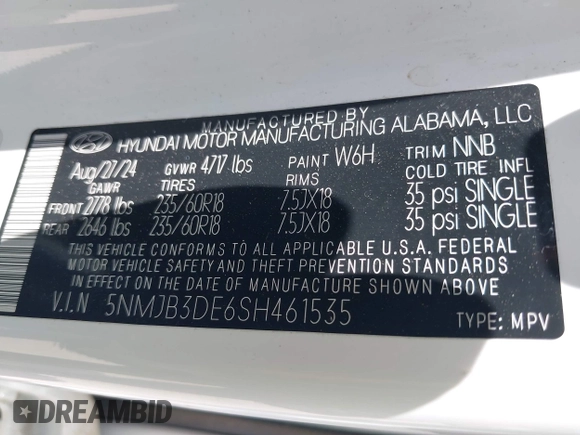 MANUFACTURED BY
HYUNDAI MOTOR MANUFACTURING ALABAMA, LLC
Aug/27/24 GVWR 4717 lbs PAINT W6H TRIM NNB
GAWR TIRES RIMS COLD TIRE INFL
FRONT 2778 lbs 235/60R18 7.5JX18 35 psi SINGLE
REAR 2646 lbs 235/60R18 7.5JX18 35 psi SINGLE
THIS VEHICLE CONFORMS TO ALL APPLICABLE U.S.A. FEDERAL
MOTOR VEHICLE SAFETY AND THEFT PREVENTION STANDARDS
IN EFFECT ON THE DATE OF MANUFACTURE SHOWN ABOVE.
V.I.N 5NMJB3DE6SH461535
TYPE: MPV
DREAMBID